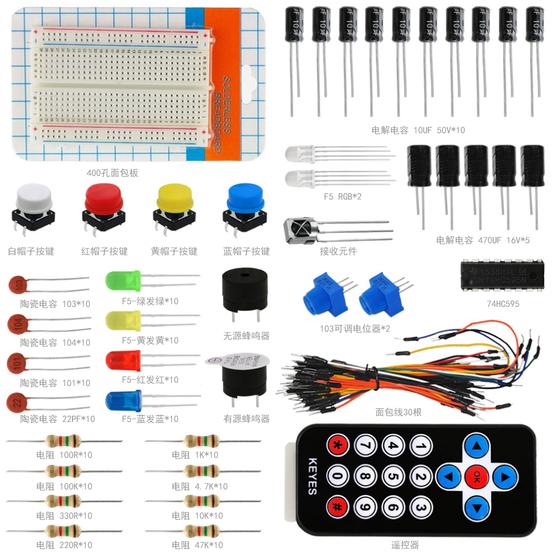 SOLDERLESS
400孔面包板
电解电容 10UF 50V*10
F5 RGB*2
白帽子按键
红帽子按键
黄帽子按键
蓝帽子按键
接收元件
电解电容 470UF 16V*5
103
陶瓷电容 103*10
F5-绿发绿*10
无源蜂鸣器
103可调电位器*2
74HC595
104
陶瓷电容 104*10
F5-黄发黄*10
101
陶瓷电容 101*10
F5-红发红*10
22
陶瓷电容 22PF*10
F5-蓝发蓝*10
有源蜂鸣器
面包线30根
电阻 100R*10
电阻 1K*10
电阻 100K*10
电阻 4.7K*10
电阻 330R*10
电阻 10K*10
电阻 220R*10
电阻 47K*10
KEYES
* 7 4 1
0 8 5 2
# 9 6 3
OK
遥控器